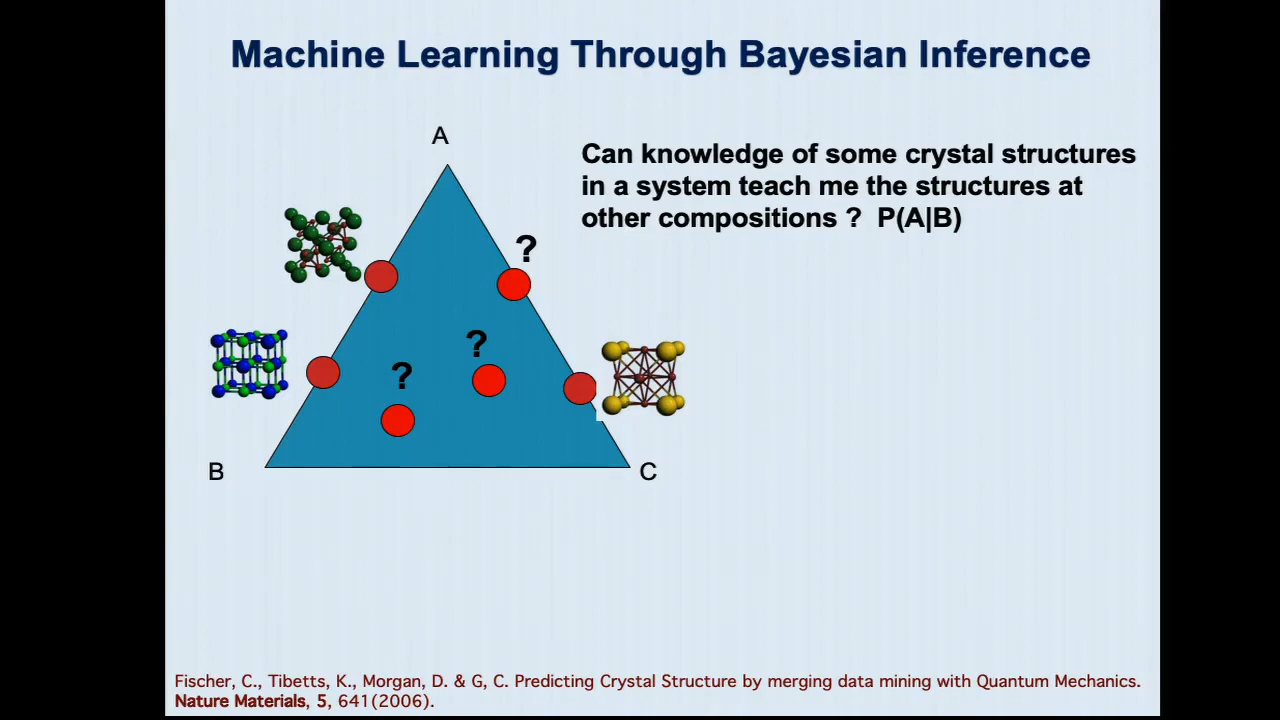 Machine Learning Through Bayesian Inference
A
Can knowledge of some crystal structures
in a system teach me the structures at
other compositions ?  P(A|B)
?
?
?
B
C
Fischer, C., Tibetts, K., Morgan, D. & G, C. Predicting Crystal Structure by merging data mining with Quantum Mechanics.
Nature Materials, 5, 641(2006).